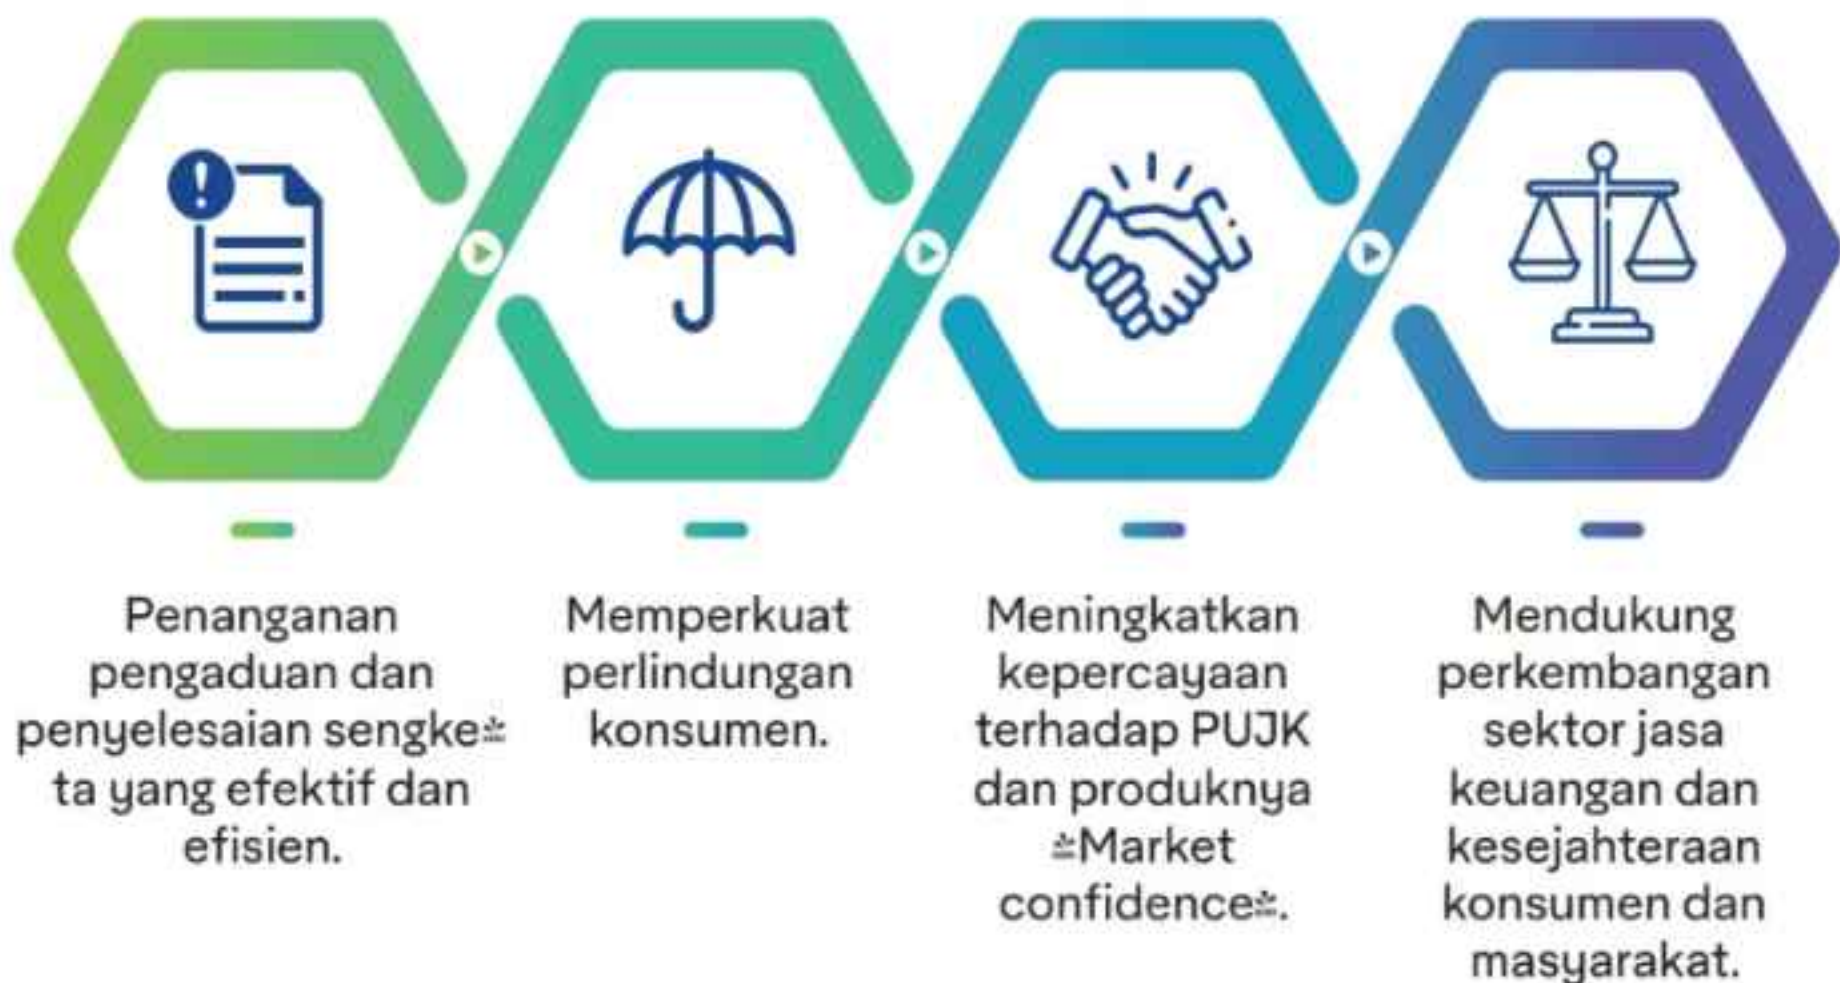 Penanganan
pengaduan dan
penyelesaian sengke
ta yang efektif dan
efisien.
Memperkuat
perlindungan
konsumen.
Meningkatkan
kepercayaan
terhadap PUJK
dan produknya
Market
confidence.
Mendukung
perkembangan
sektor jasa
keuangan dan
kesejahteraan
konsumen dan
masyarakat.